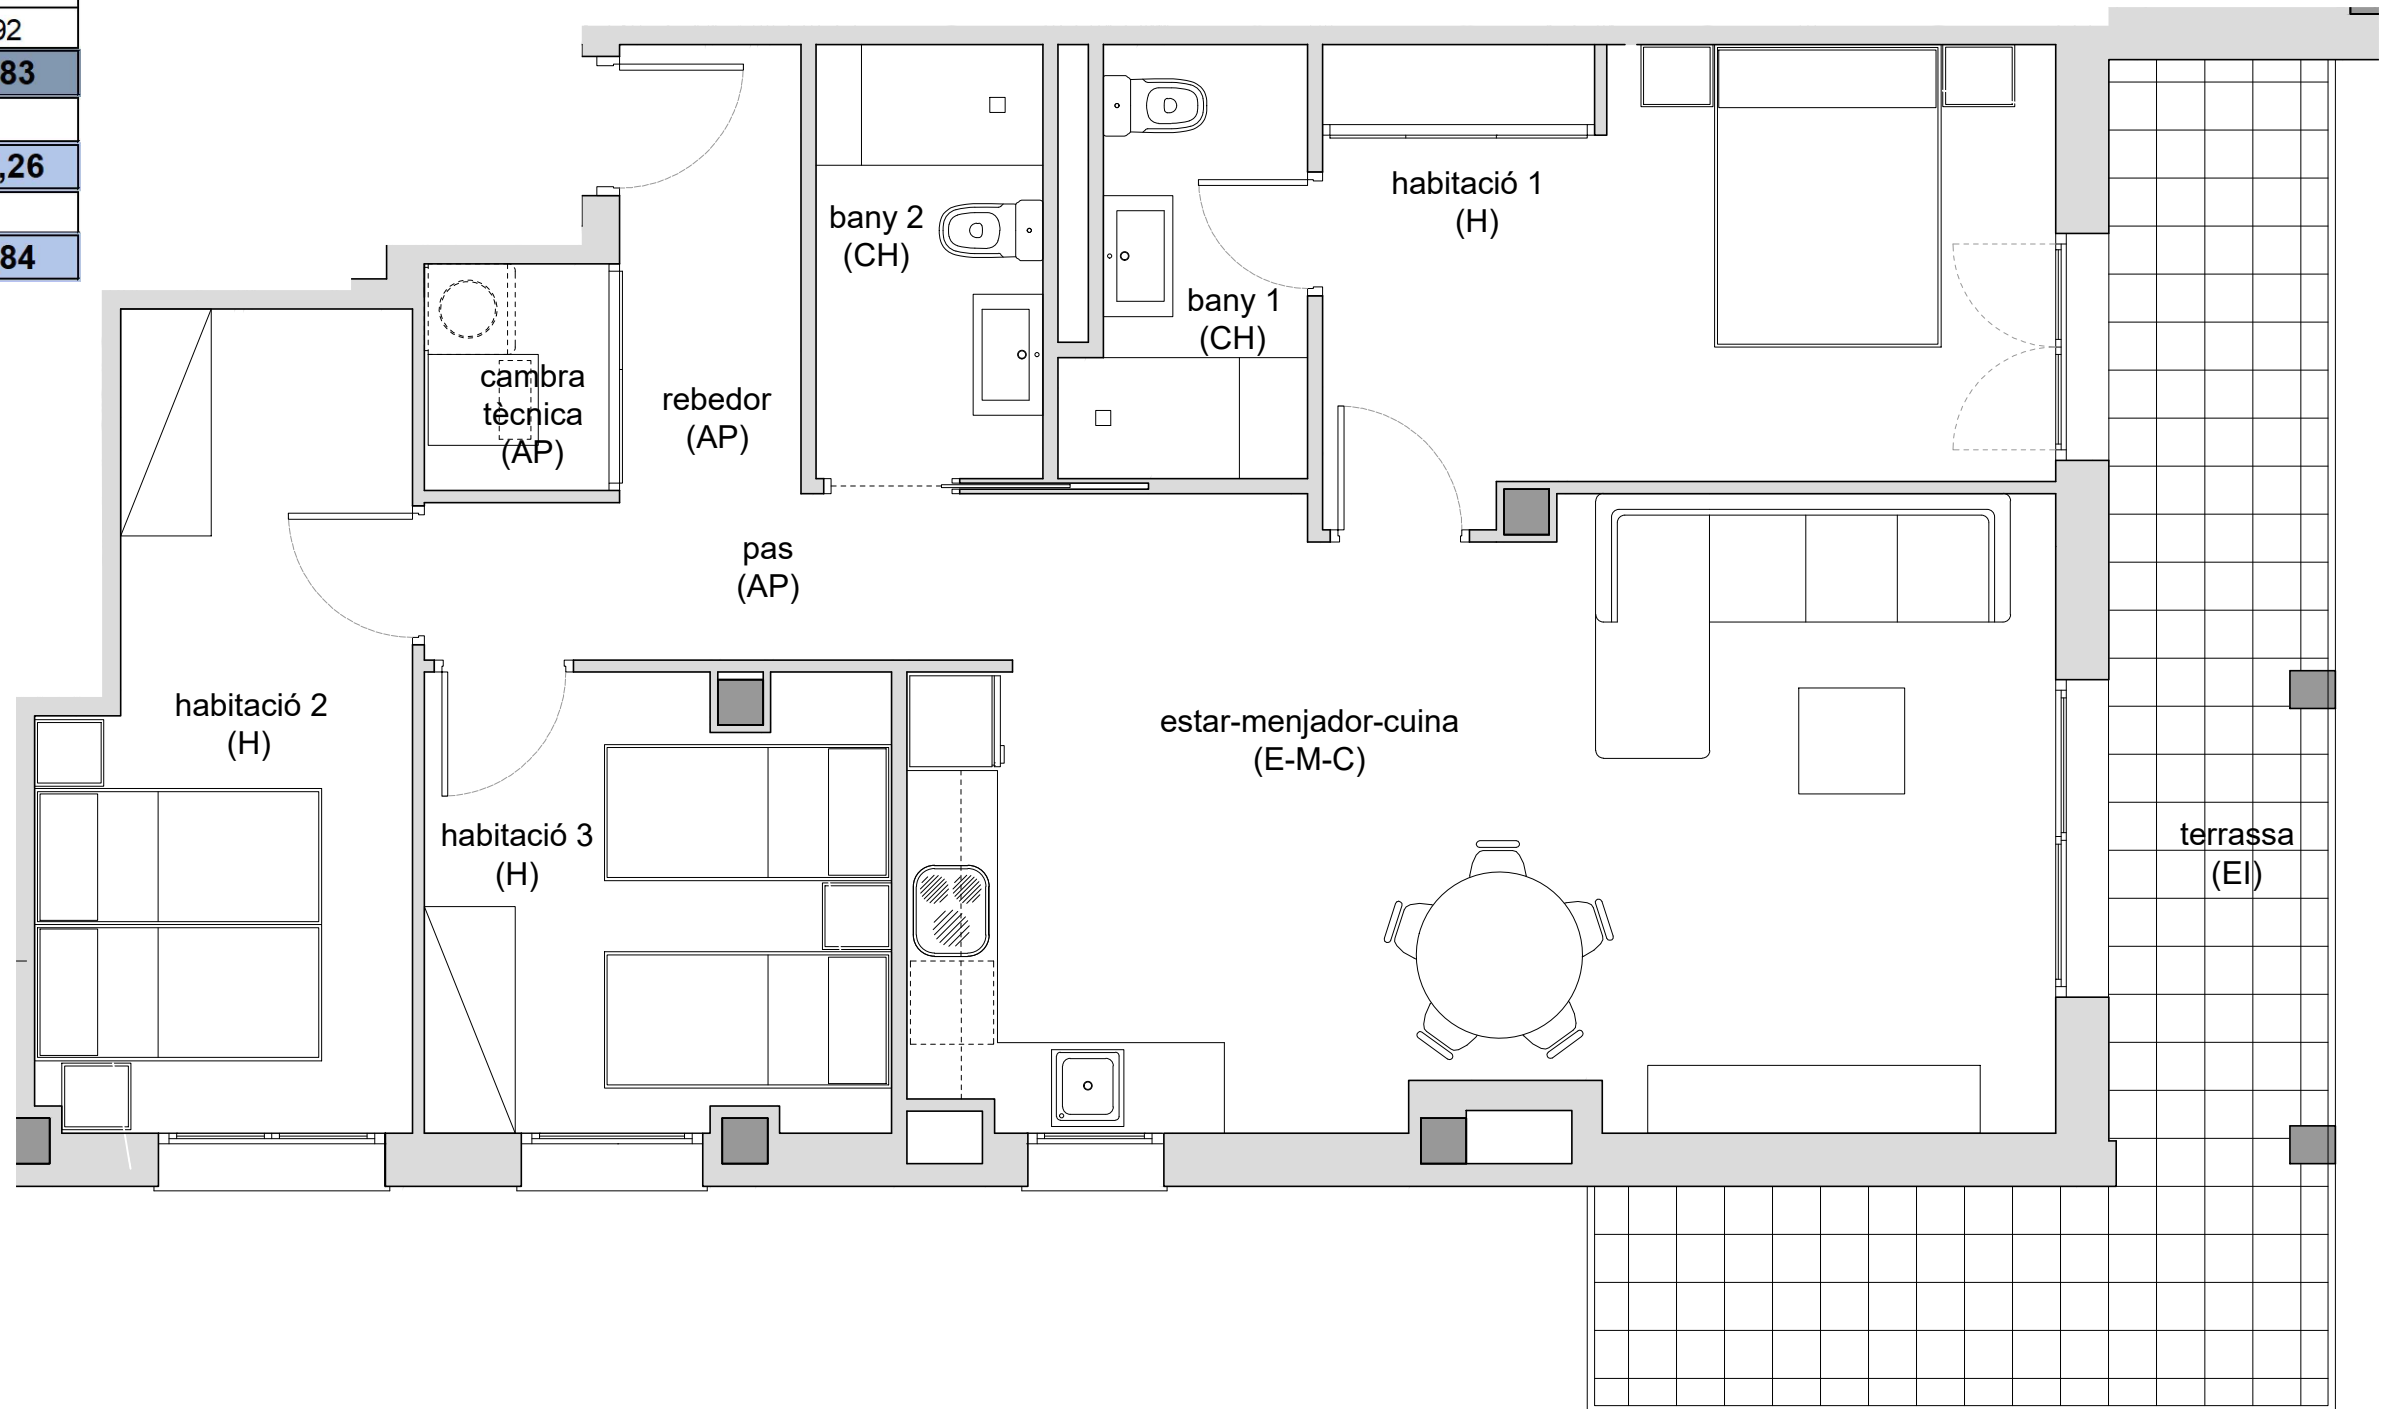 92
83
,26
84
habitació 1
(H)
bany 2
(CH)
bany 1
(CH)
cambra
tècnica
(AP)
rebedor
(AP)
pas
(AP)
habitació 2
(H)
estar-menjador-cuina
(E-M-C)
habitació 3
(H)
terrassa
(EI)